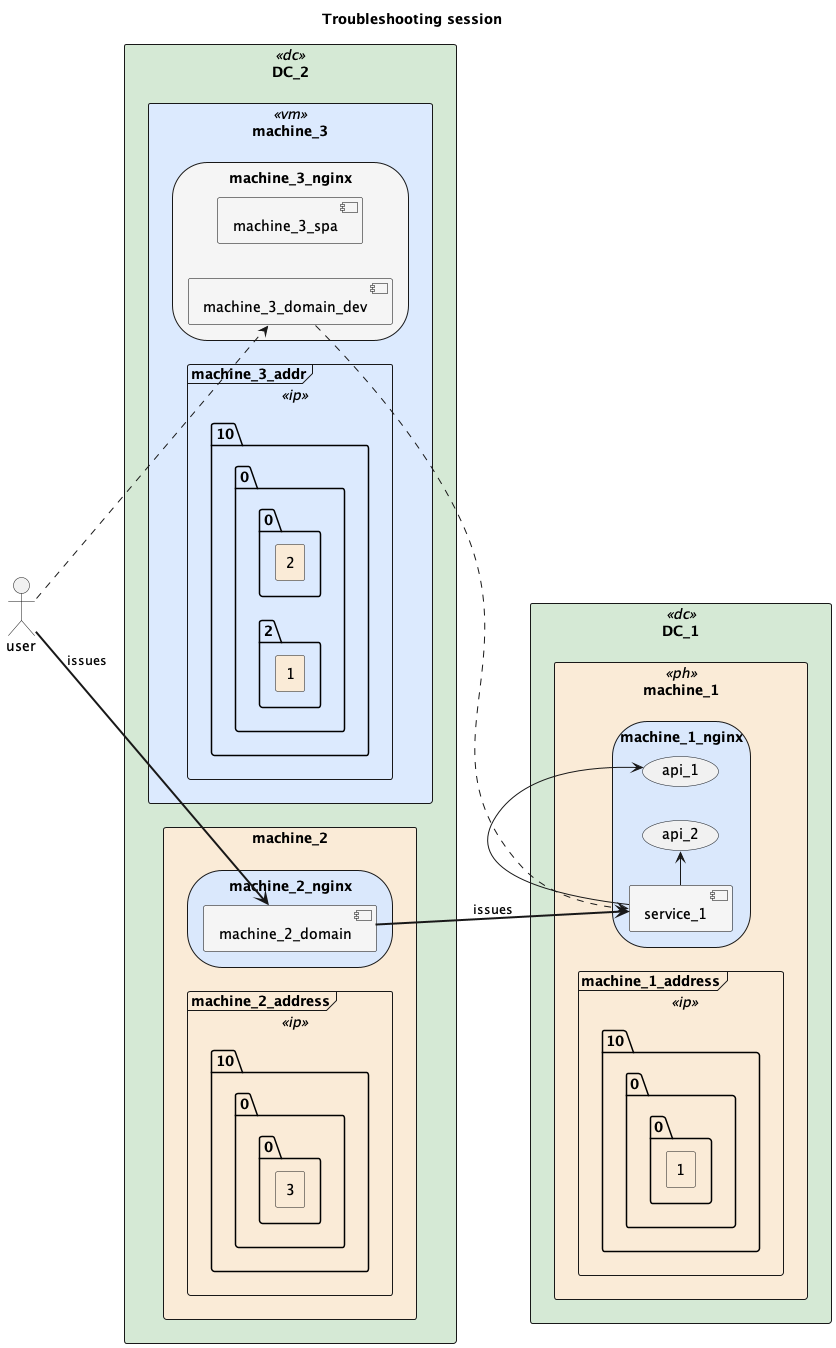 Troubleshooting session
«dc»
DC_2
«vm»
machine_3
machine_3_nginx
machine_3_spa
machine_3_domain_dev
machine_3_addr
«ip»
10
0
0
2
2
1
user
issues
machine_2
machine_2_nginx
machine_2_domain
issues
machine_2_address
«ip»
10
0
0
3
«dc»
DC_1
«ph»
machine_1
machine_1_nginx
api_1
api_2
service_1
machine_1_address
«ip»
10
0
0
1